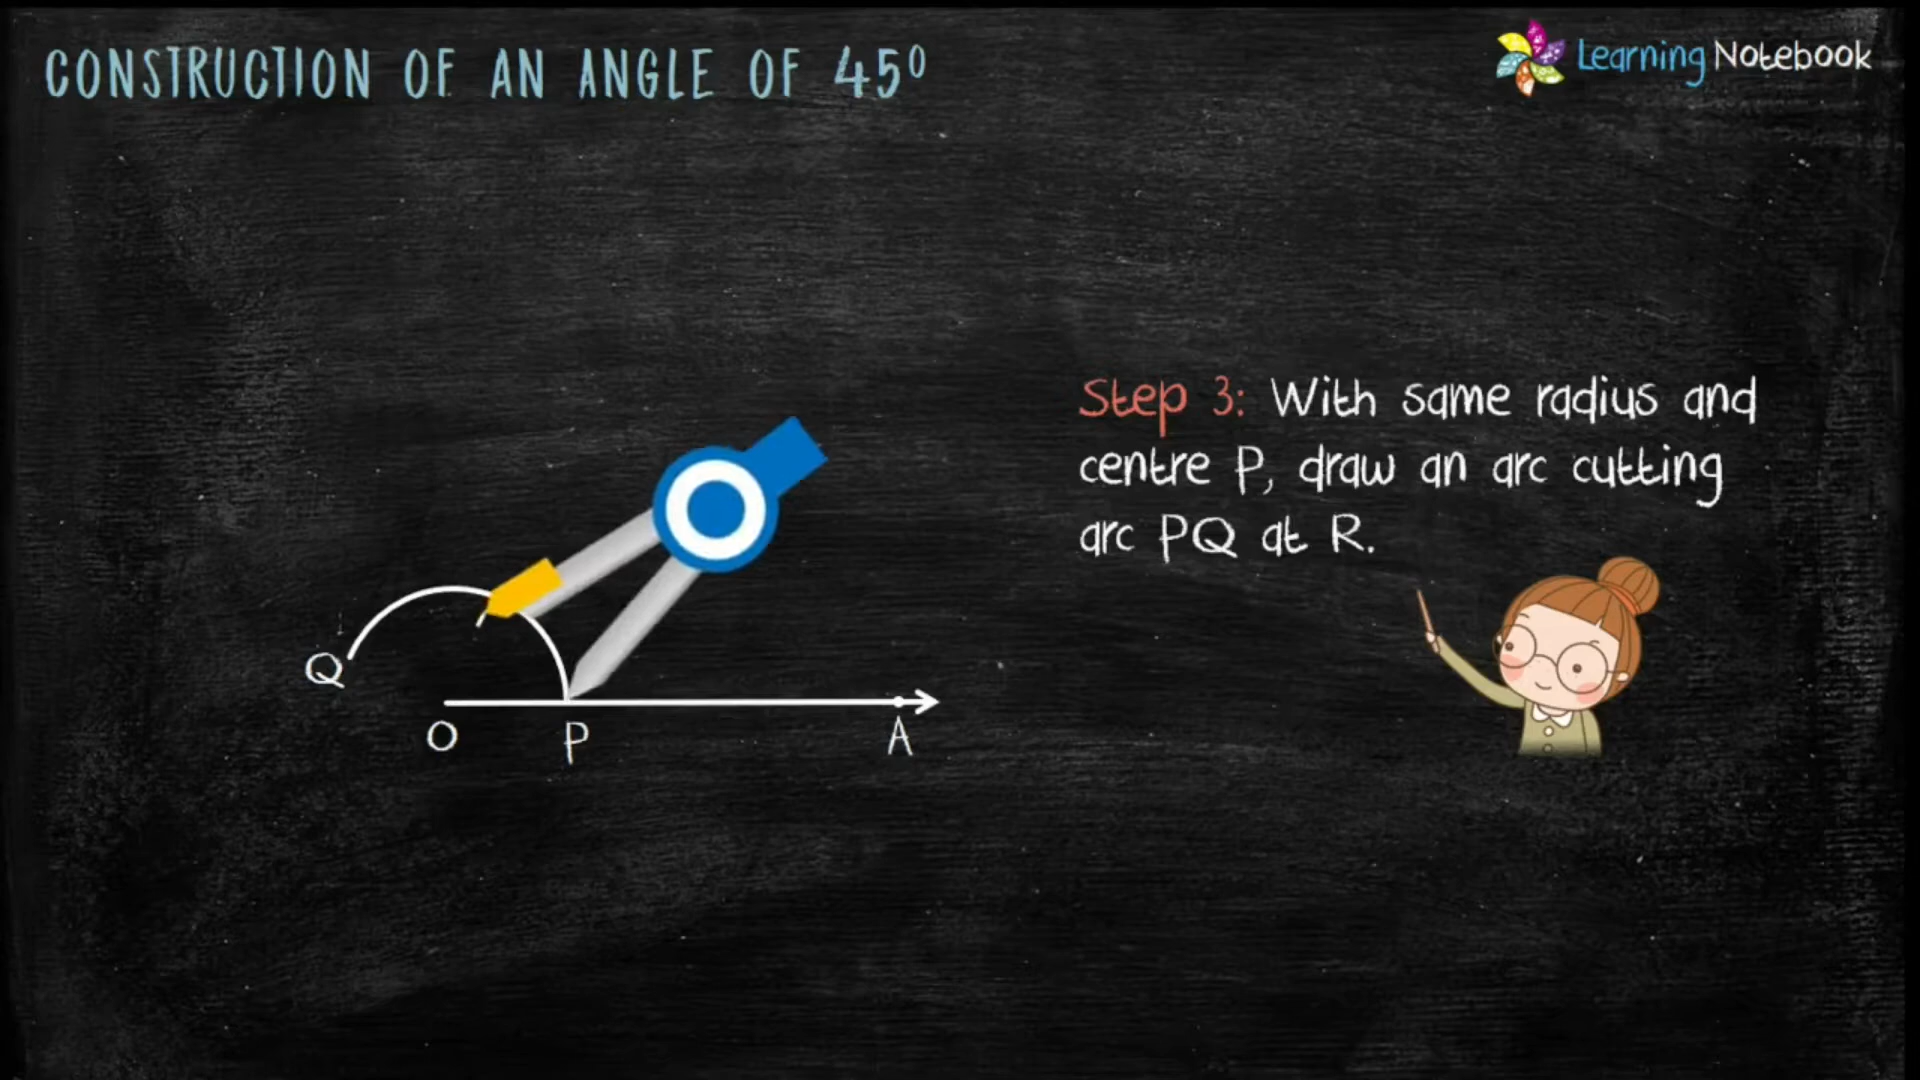 CONSTRUCTION OF AN ANGLE OF 45⁰
Learning Notebook
Step 3: With same radius and
centre P, draw an arc cutting
arc PQ at R.
Q
O P A